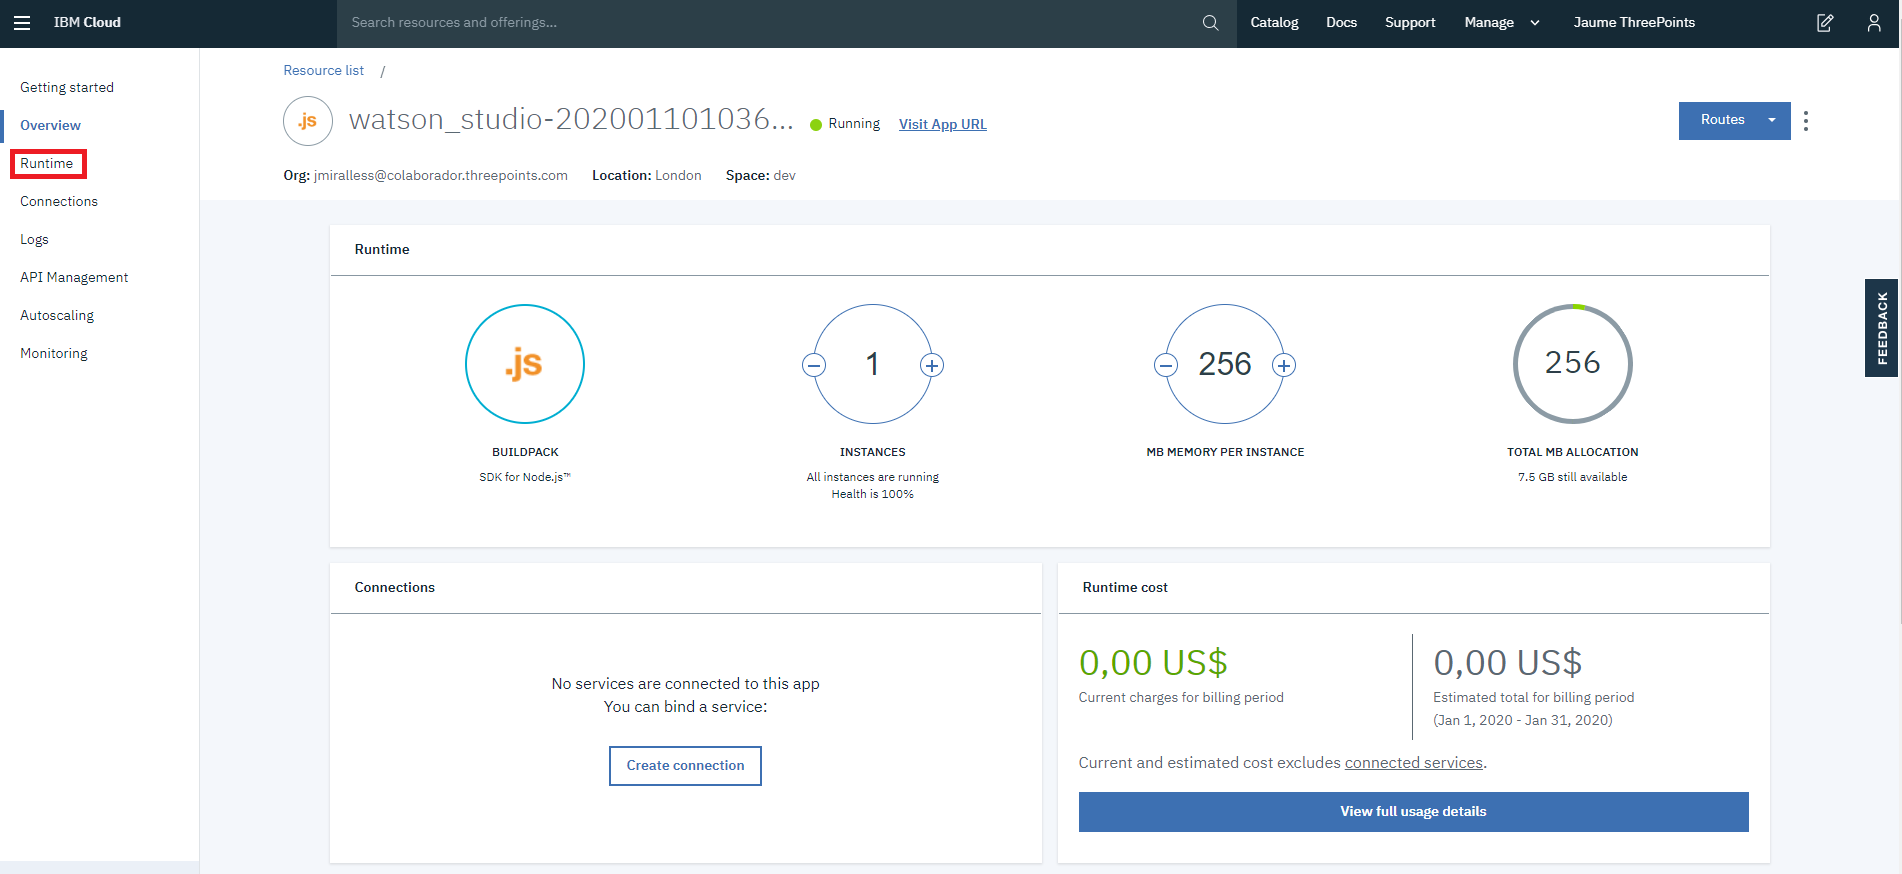 IBM Cloud
Search resources and offerings...
Catalog
Docs
Support
Manage
Jaume ThreePoints
Getting started
Overview
Runtime
Connections
Logs
API Management
Autoscaling
Monitoring
Resource list /
.js
watson_studio-202001101036...
Running
Visit App URL
Routes
Org: jmiralless@colaborador.threepoints.com
Location: London
Space: dev
FEEDBACK
Runtime
.js
BUILDPACK
SDK for Node.js™
1
INSTANCES
All instances are running
Health is 100%
256
MB MEMORY PER INSTANCE
256
TOTAL MB ALLOCATION
7.5 GB still available
Connections
No services are connected to this app
You can bind a service:
Create connection
Runtime cost
0,00 US$
Current charges for billing period
0,00 US$
Estimated total for billing period
(Jan 1, 2020 - Jan 31, 2020)
Current and estimated cost excludes connected services.
View full usage details